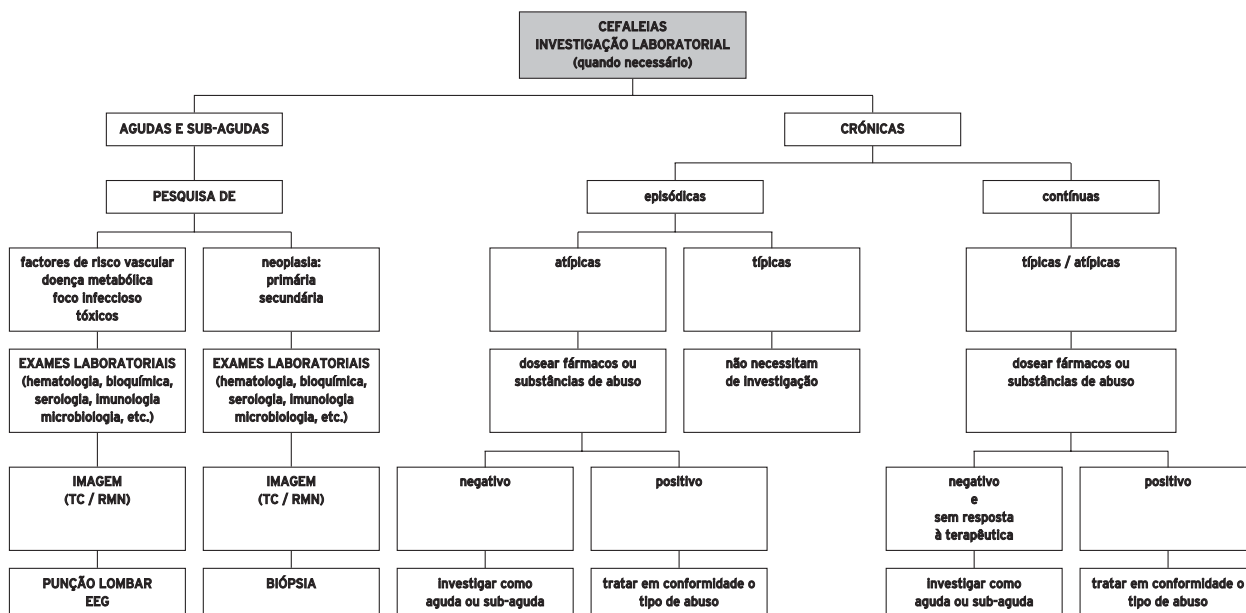 CEFALEIAS
INVESTIGAÇÃO LABORATORIAL
(quando necessário)
AGUDAS E SUB-AGUDAS
CRÓNICAS
PESQUISA DE
episódicas
contínuas
factores de risco vascular
doença metabólica
foco infeccioso
tóxicos
neoplasia:
primária
secundária
atípicas
típicas
típicas / atípicas
EXAMES LABORATORIAIS
(hematologia, bioquímica,
serologia, imunologia
microbiologia, etc.)
EXAMES LABORATORIAIS
(hematologia, bioquímica,
serologia, imunologia
microbiologia, etc.)
dosear fármacos ou
substâncias de abuso
não necessitam
de investigação
dosear fármacos ou
substâncias de abuso
IMAGEM
(TC / RMN)
IMAGEM
(TC / RMN)
negativo
positivo
negativo
e
sem resposta
à terapêutica
positivo
PUNÇÃO LOMBAR
EEG
BIÓPSIA
investigar como
aguda ou sub-aguda
tratar em conformidade o
tipo de abuso
investigar como
aguda ou sub-aguda
tratar em conformidade o
tipo de abuso